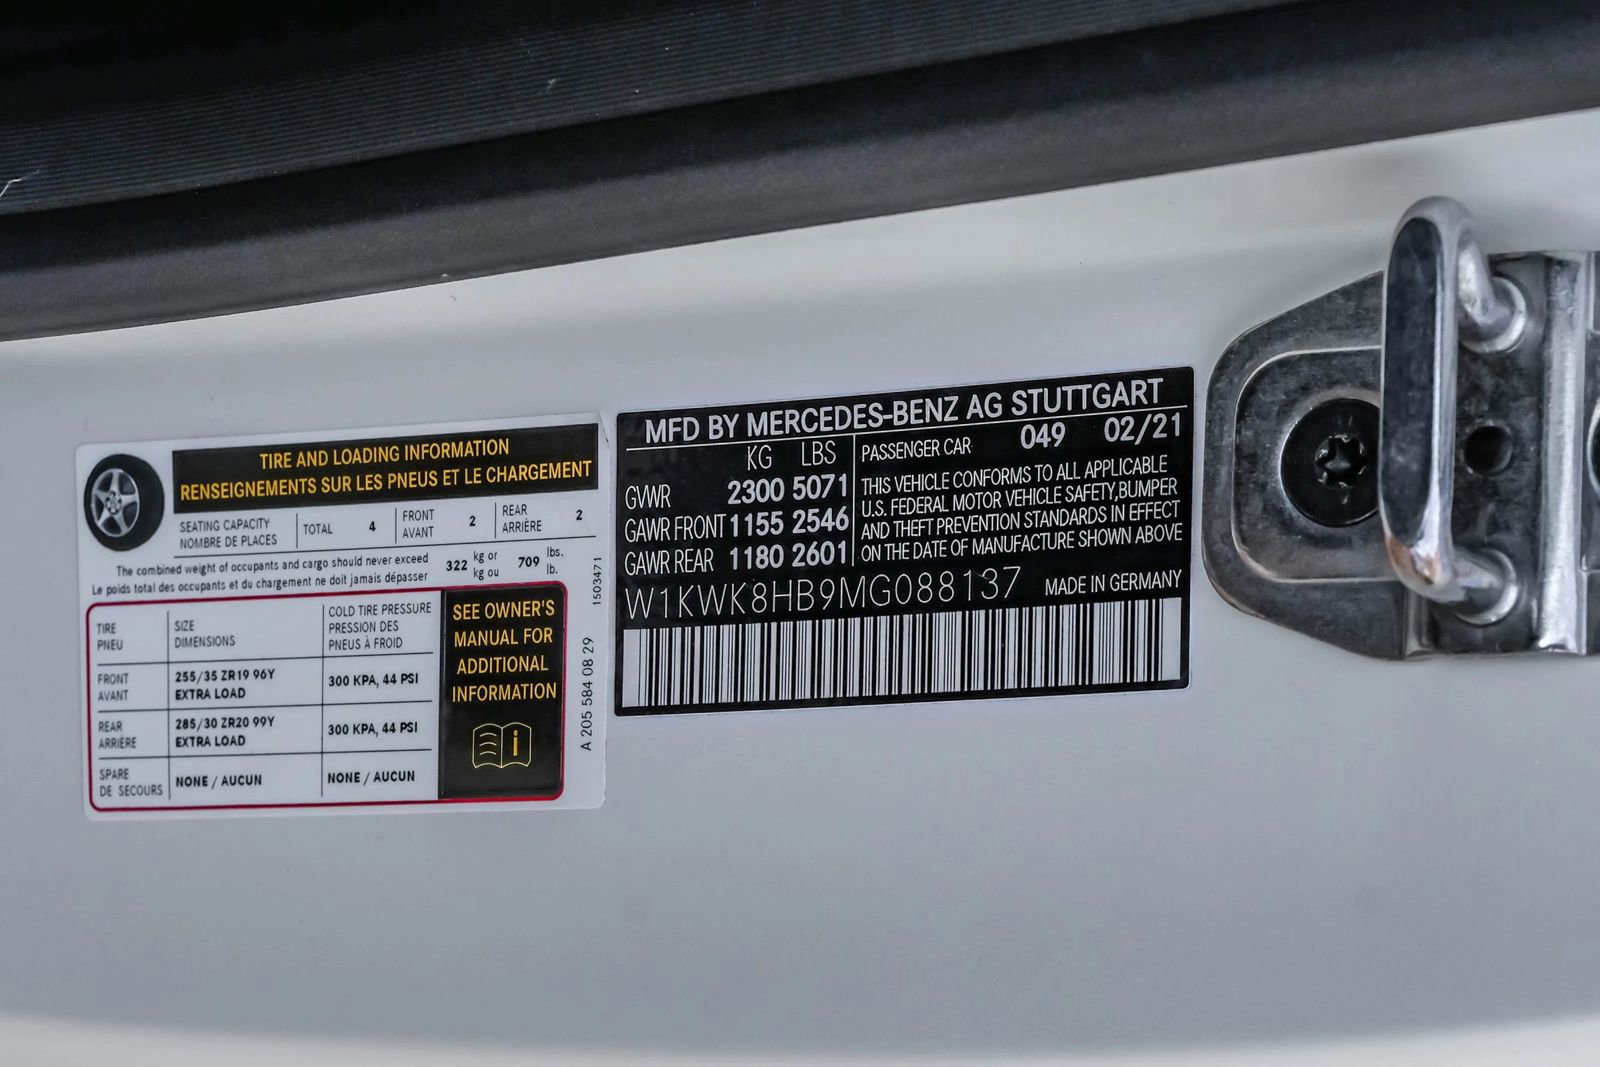 TIRE AND LOADING INFORMATION
RENSEIGNEMENTS SUR LES PNEUS ET LE CHARGEMENT
SEATING CAPACITY
NOMBRE DE PLACES
TOTAL 4
FRONT
AVANT
2
REAR
ARRIÈRE
2
The combined weight of occupants and cargo should never exceed
Le poids total des occupants et du chargement ne doit jamais dépasser
322 kg or
kg ou
709 lbs.
lb.
TIRE
PNEU
SIZE
DIMENSIONS
COLD TIRE PRESSURE
PRESSION DES
PNEUS À FROID
FRONT
AVANT
255/35 ZR19 96Y
EXTRA LOAD
300 KPA, 44 PSI
REAR
ARRIÈRE
285/30 ZR20 99Y
EXTRA LOAD
300 KPA, 44 PSI
SPARE
DE SECOURS
NONE / AUCUN
NONE / AUCUN
SEE OWNER'S
MANUAL FOR
ADDITIONAL
INFORMATION
i
1503471
A 205 584 08 29
MFD BY MERCEDES-BENZ AG STUTTGART
KG LBS
GVWR 2300 5071
GAWR FRONT 1155 2546
GAWR REAR 1180 2601
PASSENGER CAR 049 02/21
THIS VEHICLE CONFORMS TO ALL APPLICABLE
U.S. FEDERAL MOTOR VEHICLE SAFETY, BUMPER
AND THEFT PREVENTION STANDARDS IN EFFECT
ON THE DATE OF MANUFACTURE SHOWN ABOVE
W1KWK8HB9MG088137 MADE IN GERMANY